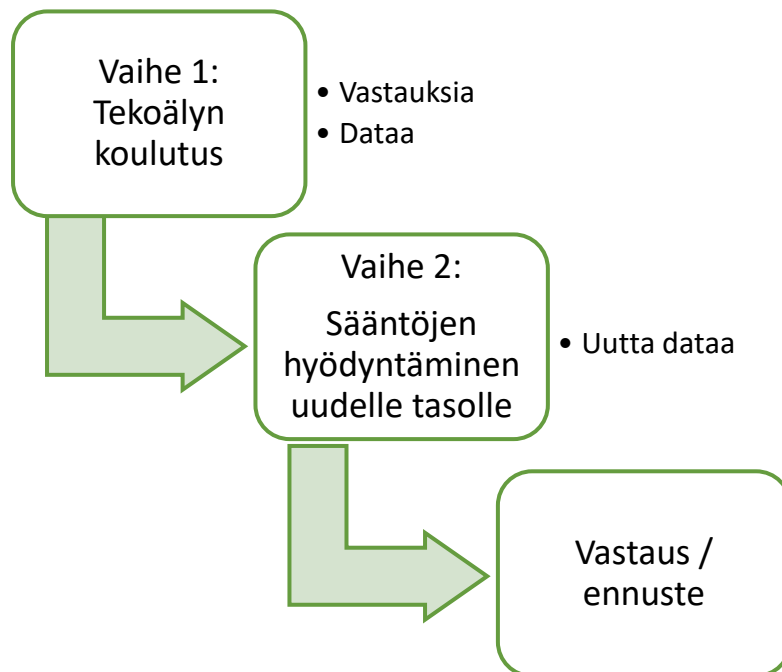 Vaihe 1:
Tekoälyn
koulutus
• Vastauksia
• Dataa
Vaihe 2:
Sääntöjen
hyödyntäminen
uudelle tasolle
• Uutta dataa
Vastaus /
ennuste